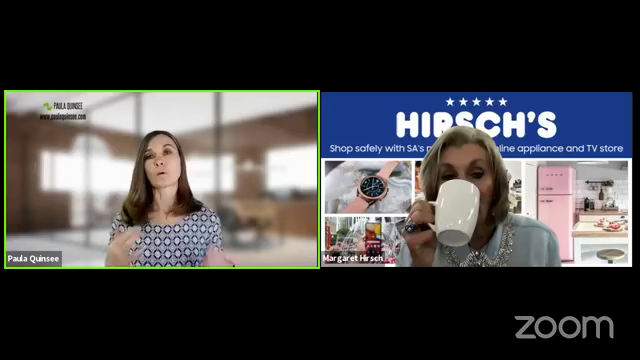 PAULA QUINSEE
www.paulaquinsee.com
Paula Quinsee
HIRSCH'S
Shop safely with SA's online appliance and TV store
Margaret Hirsch
zoom